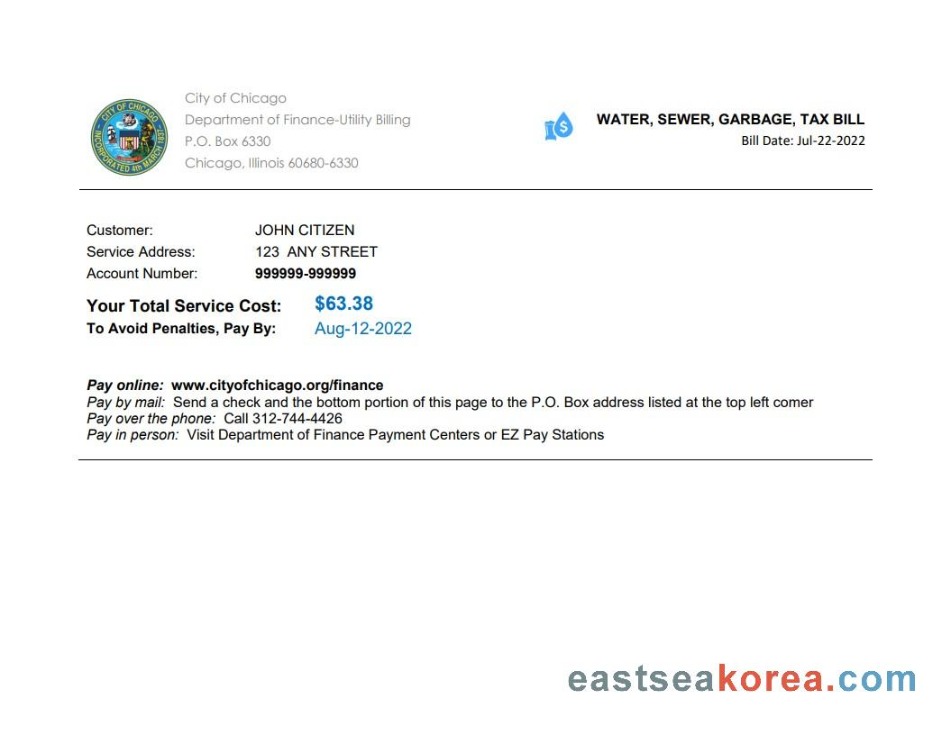 City of Chicago
Department of Finance-Utility Billing
P.O. Box 6330
Chicago, Illinois 60680-6330
CITY OF CHICAGO
INCORPORATED 4th MARCH 1837
$
WATER, SEWER, GARBAGE, TAX BILL
Bill Date: Jul-22-2022
Customer: JOHN CITIZEN
Service Address: 123 ANY STREET
Account Number: 999999-999999
Your Total Service Cost: $63.38
To Avoid Penalties, Pay By: Aug-12-2022
Pay online: www.cityofchicago.org/finance
Pay by mail: Send a check and the bottom portion of this page to the P.O. Box address listed at the top left comer
Pay over the phone: Call 312-744-4426
Pay in person: Visit Department of Finance Payment Centers or EZ Pay Stations
eastseakorea.com